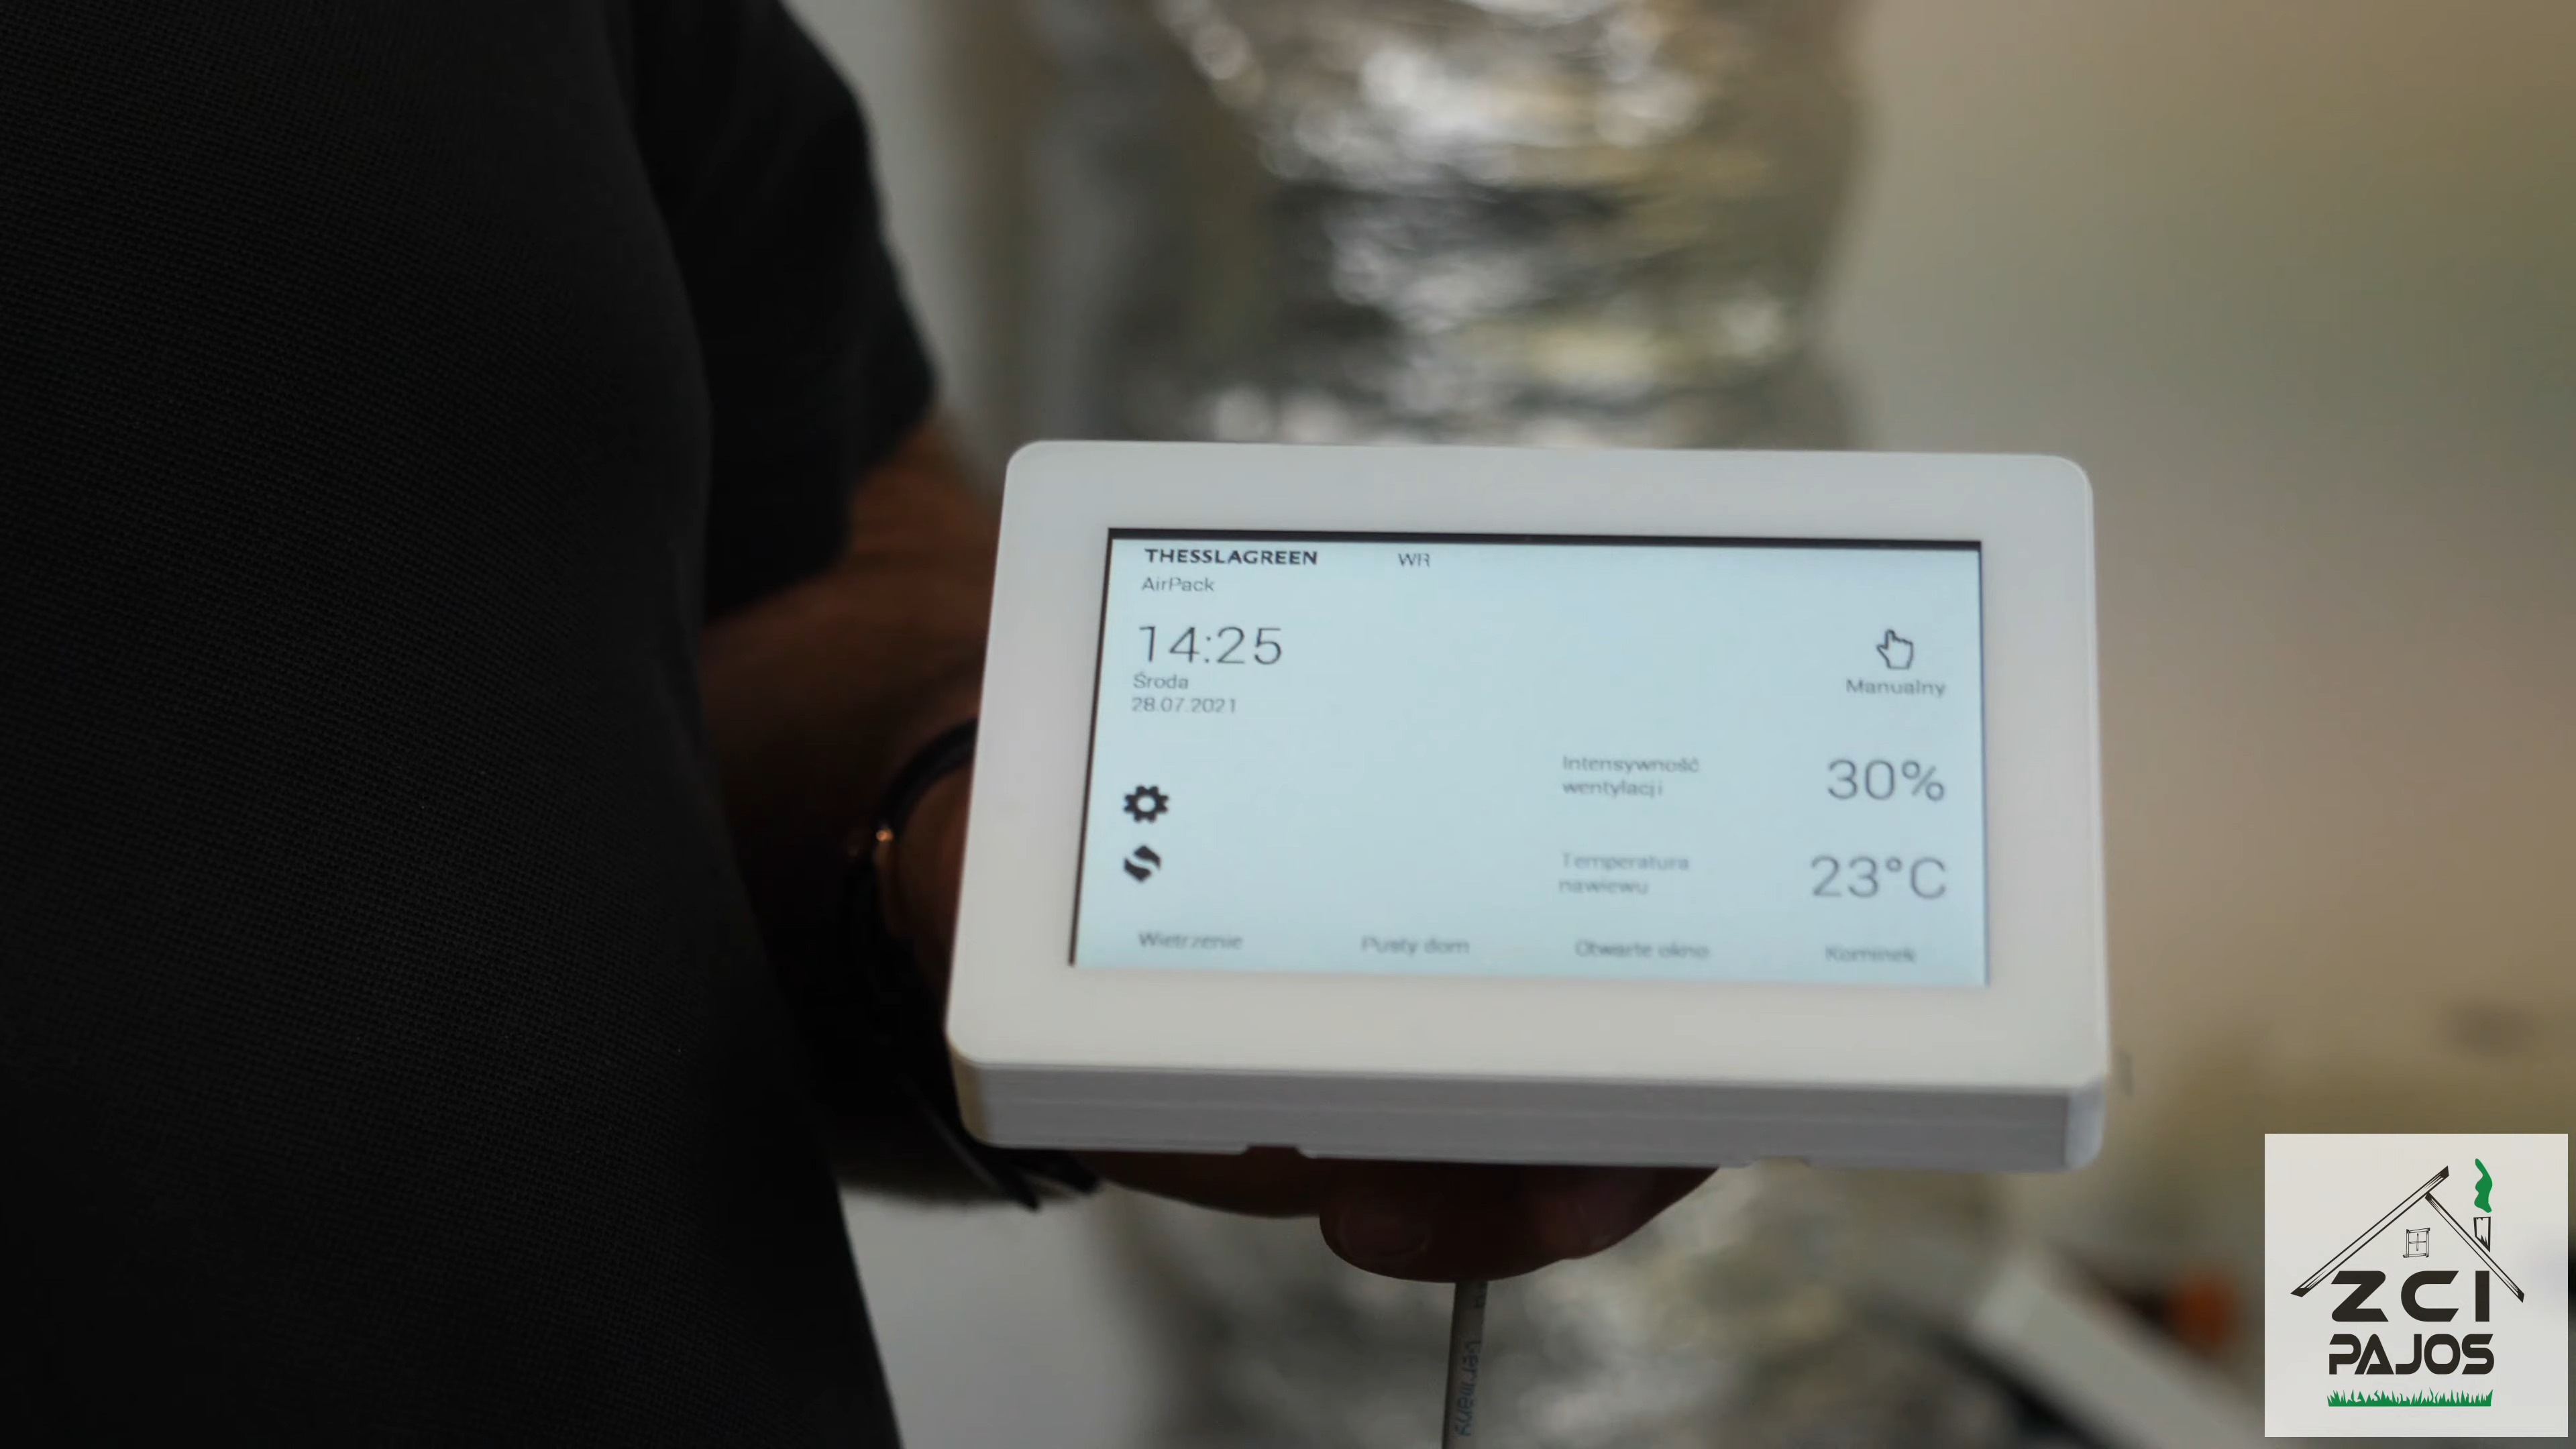 THESSLAGREEN WR
AirPack
14:25
Środa
28.07.2021
Manualny
Intensywność
wentylacji
30%
Temperatura
nawiewu
23°C
Wietrzenie Pusty dom Otwarte okno Kominek
Germany
ZCI
PAJOS